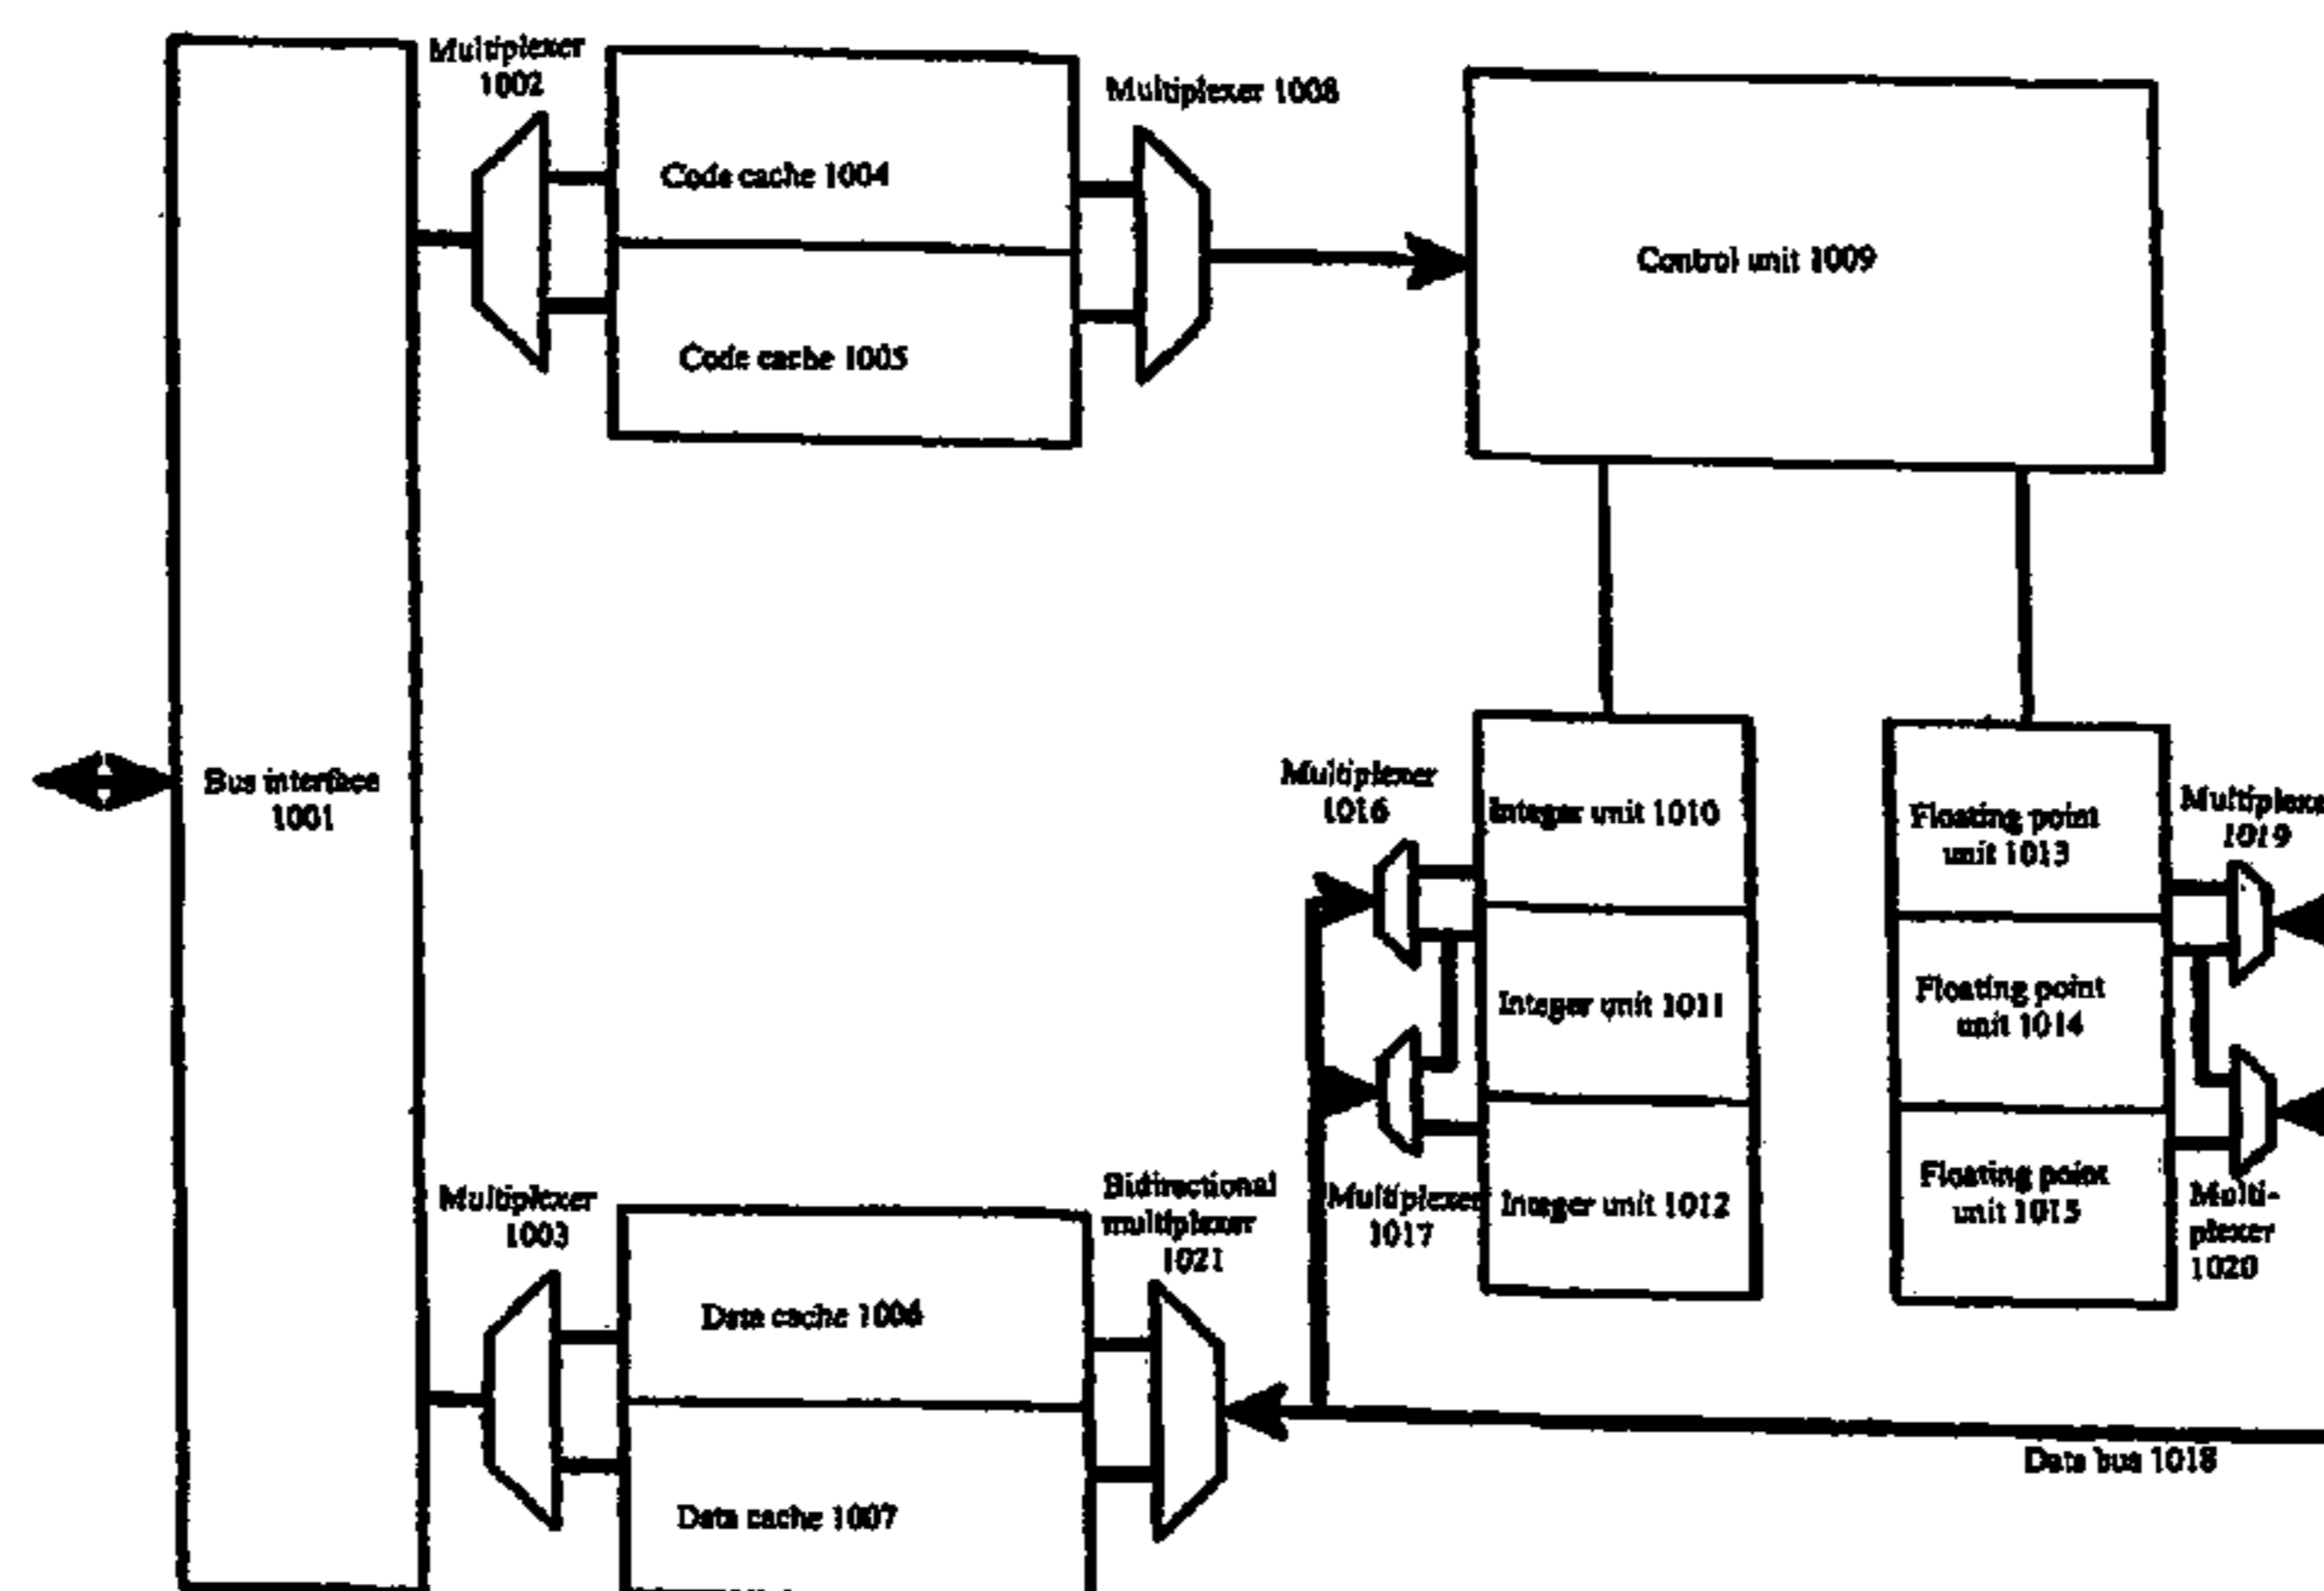 Multiplexer
1002
Multiplexer 1008
Code cache 1004
Control unit 1009
Code cache 1005
Bus interface
1001
Multiplexer
1016
Integer unit 1010
Floating point
unit 1013
Multiplexe
1019
Integer unit 1011
Floating point
unit 1014
Multiplexer
1003
Bidirectional
multiplexer
1021
Multiplexer
1017
Integer unit 1012
Floating point
unit 1015
Multi-
plexer
1020
Data cache 1006
Data bus 1018
Data cache 1007